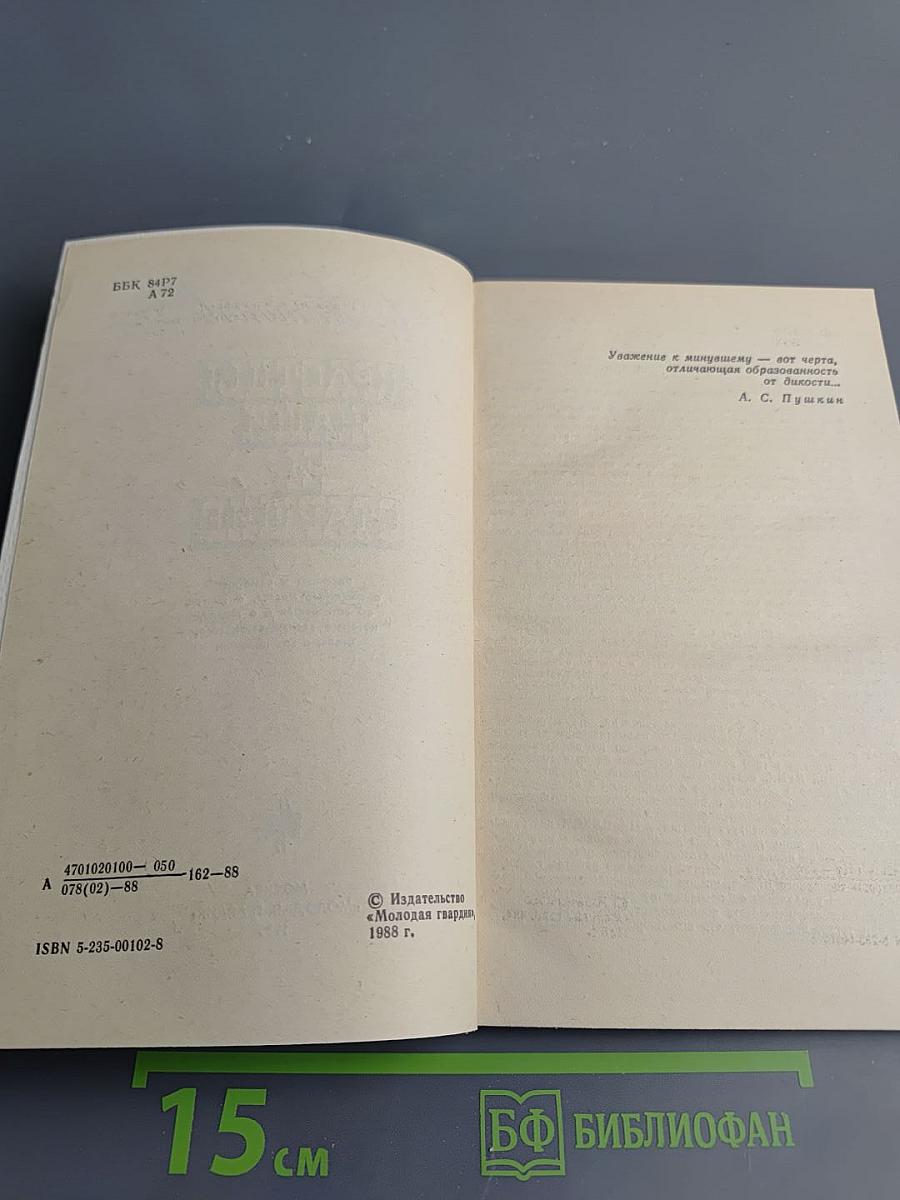 ББК 84Р7
А 72
А 4701020100— 050
078(02)—88
—162—88
ISBN 5-235-00102-8
© Издательство
«Молодая гвардия»,
1988 г.
Уважение к минувшему — вот черта,
отличающая образованность
от дикости...
А. С. Пушкин
15 см
БФ БИБЛИОФАН